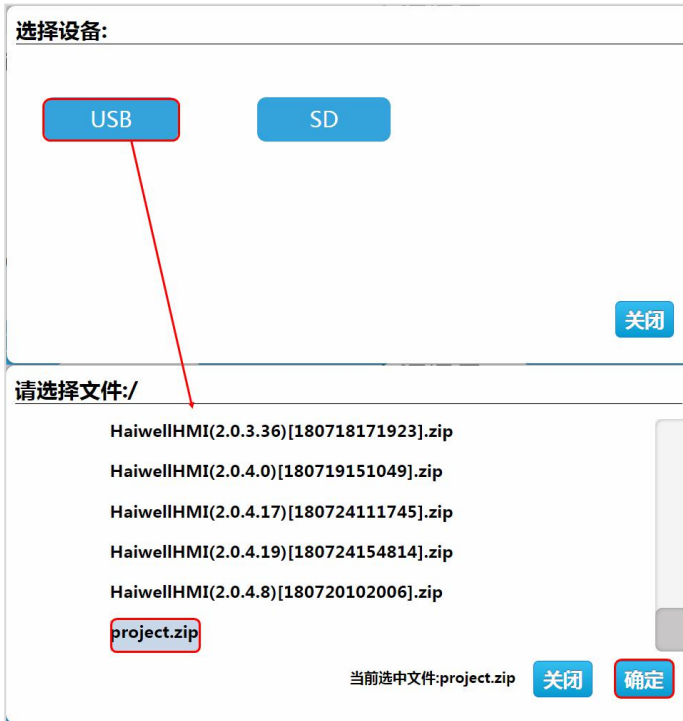 选择设备:
USB SD
关闭
请选择文件:/
HaiwellHMI(2.0.3.36)[180718171923].zip
HaiwellHMI(2.0.4.0)[180719151049].zip
HaiwellHMI(2.0.4.17)[180724111745].zip
HaiwellHMI(2.0.4.19)[180724154814].zip
HaiwellHMI(2.0.4.8)[180720102006].zip
project.zip
当前选中文件:project.zip 关闭 确定